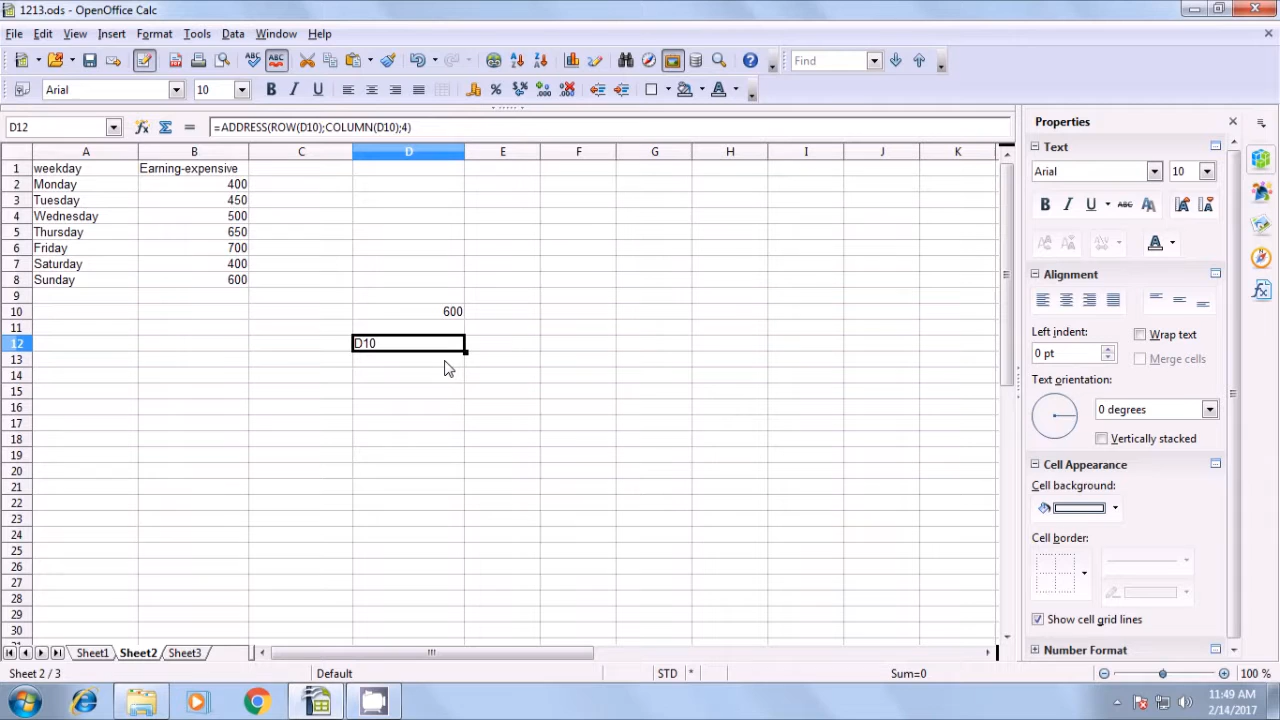 1213.ods - OpenOffice Calc
File Edit View Insert Format Tools Data Window Help
Find
Arial 10
D12 =ADDRESS(ROW(D10);COLUMN(D10);4)
A B C D E F G H I J K
1 weekday Earning-expensive
2 Monday 400
3 Tuesday 450
4 Wednesday 500
5 Thursday 650
6 Friday 700
7 Saturday 400
8 Sunday 600
9
10 600
11
12 D10
13
14
15
16
17
18
19
20
21
22
23
24
25
26
27
28
29
30
Properties
Text
Arial 10
Alignment
Left indent: Wrap text
0 pt Merge cells
Text orientation:
0 degrees
Vertically stacked
Cell Appearance
Cell background:
Cell border:
Show cell grid lines
Number Format
Sheet1 Sheet2 Sheet3
Sheet 2 / 3 Default STD * Sum=0 100 %
11:49 AM
2/14/2017